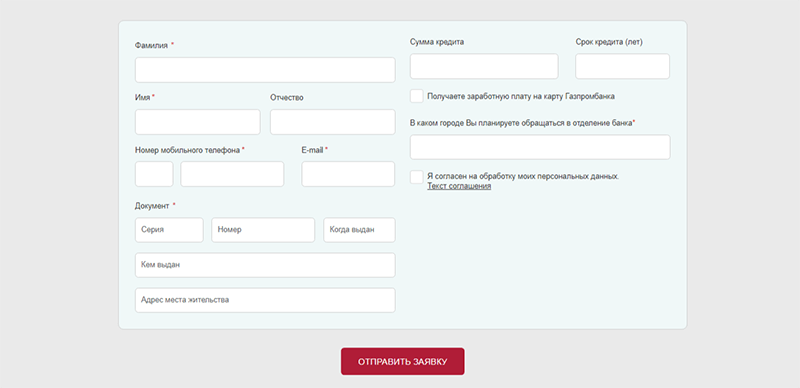 Фамилия *
Имя *
Отчество
Номер мобильного телефона *
E-mail *
Документ *
Серия
Номер
Когда выдан
Кем выдан
Адрес места жительства
Сумма кредита
Срок кредита (лет)
Получаете заработную плату на карту Газпромбанка
В каком городе Вы планируете обращаться в отделение банка*
Я согласен на обработку моих персональных данных.
Текст соглашения
ОТПРАВИТЬ ЗАЯВКУ